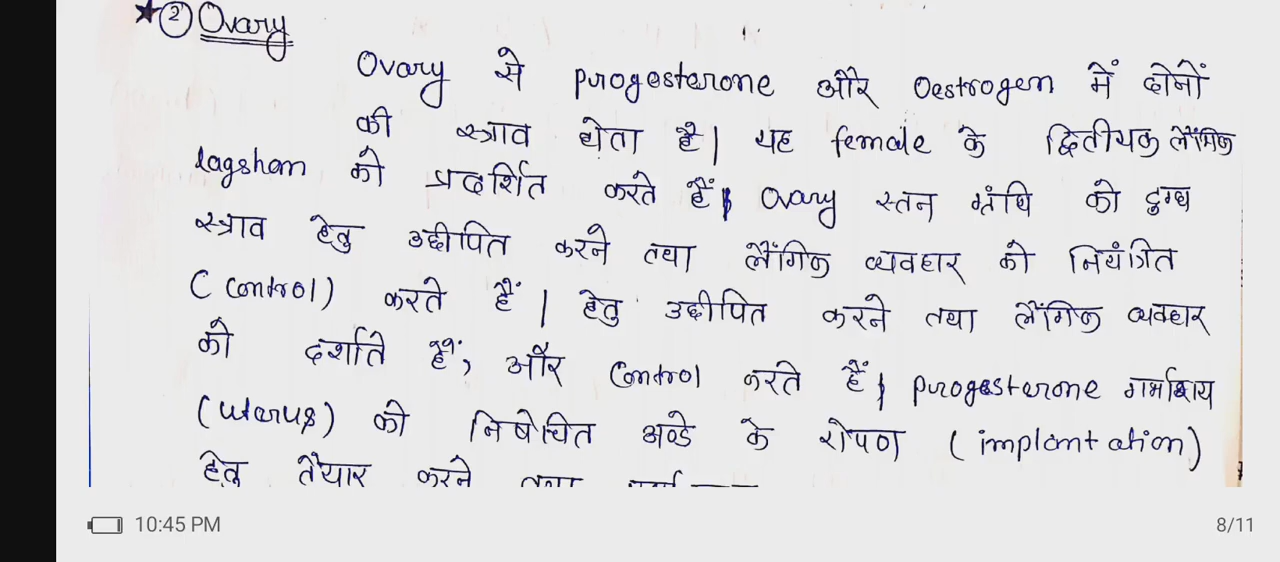 ② Ovary
Ovary से progesterone और Oestrogen में दोनों
की स्त्राव होता है| यह female के द्वितीयक लैंगिक
lagshan को प्रदर्शित करते हैं| Ovary स्तन ग्रंथि को दुग्ध
स्त्राव हेतु उद्दीपित करने तथा लैंगिक व्यवहार को नियंत्रित
(control) करते हैं| हेतु उद्दीपित करने तथा लैंगिक व्यवहार
को दर्शाते हैं, और control करते हैं| progesterone गर्भाशय
(uterus) को निषेचित अण्डे के रोपण (implantation)
हेतु तैयार करने तथा
10:45 PM 8/11